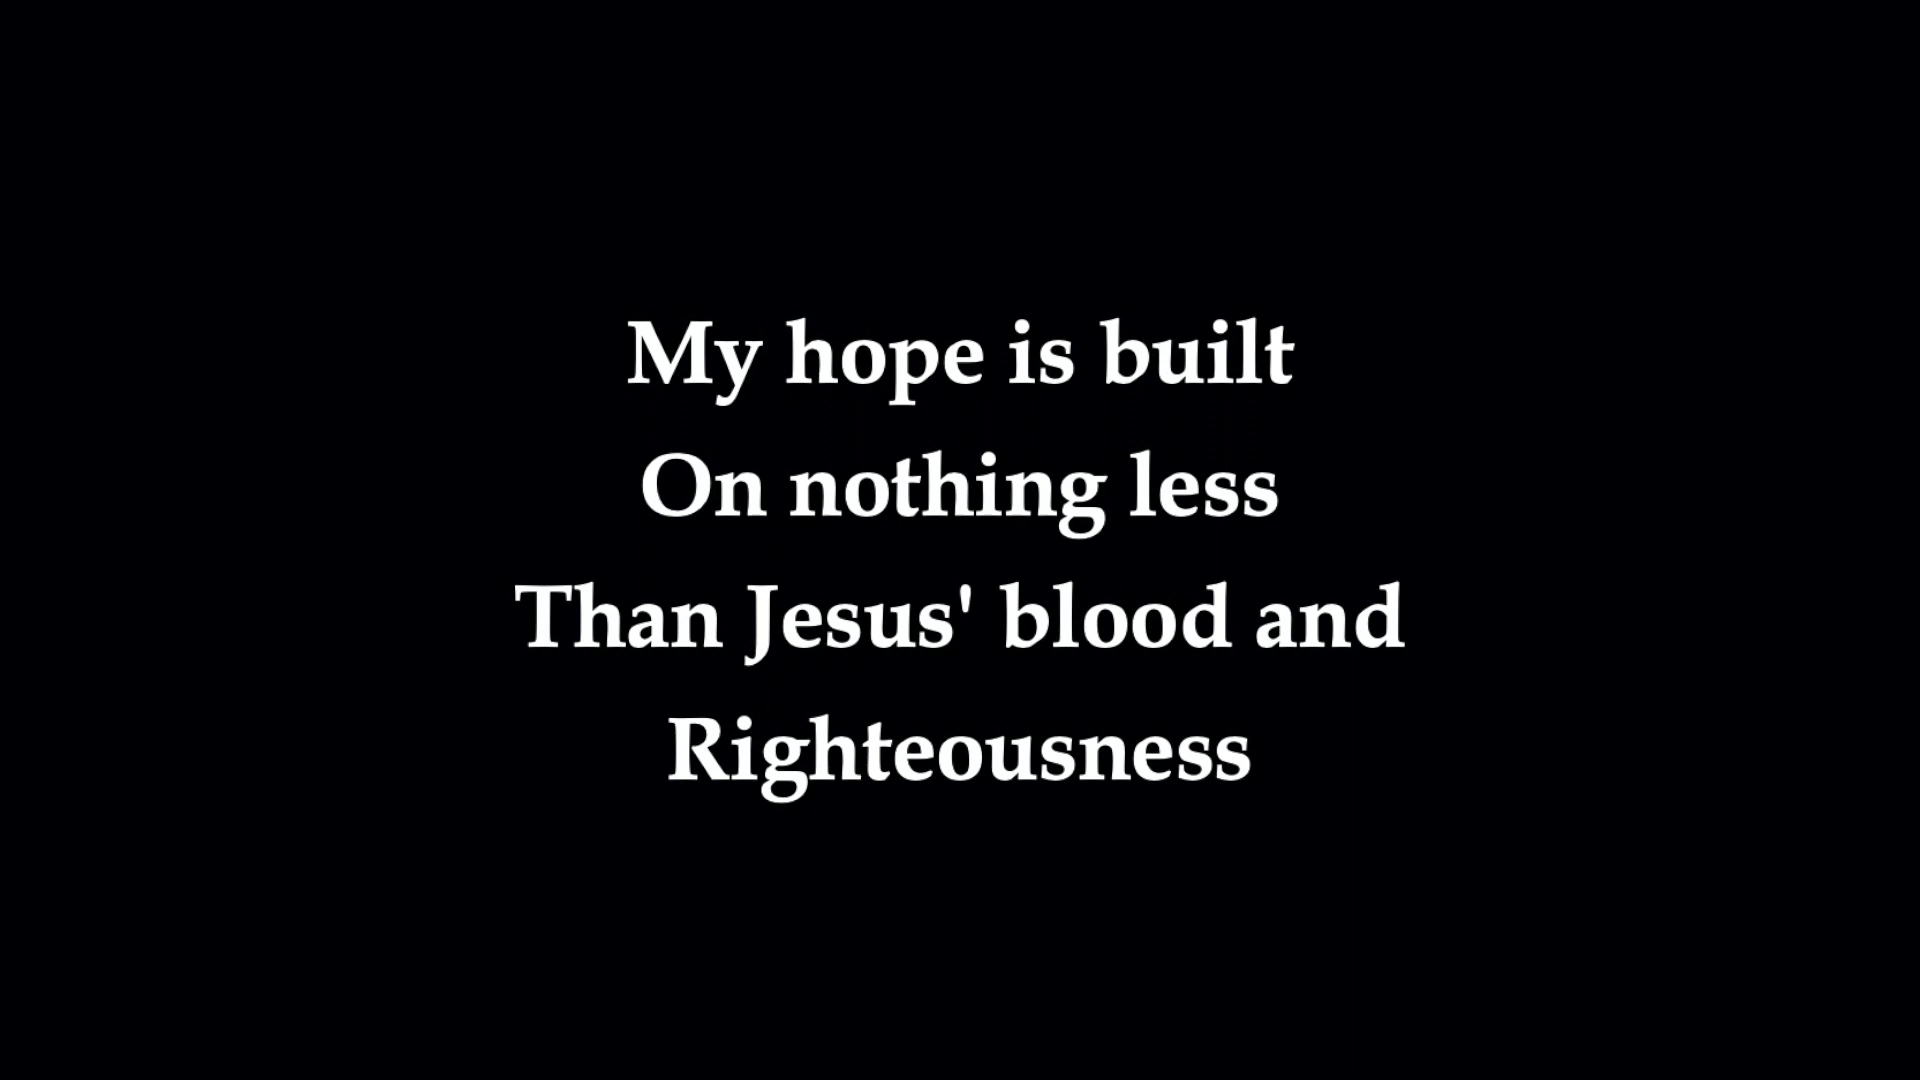 My hope is built
On nothing less
Than Jesus' blood and
Righteousness